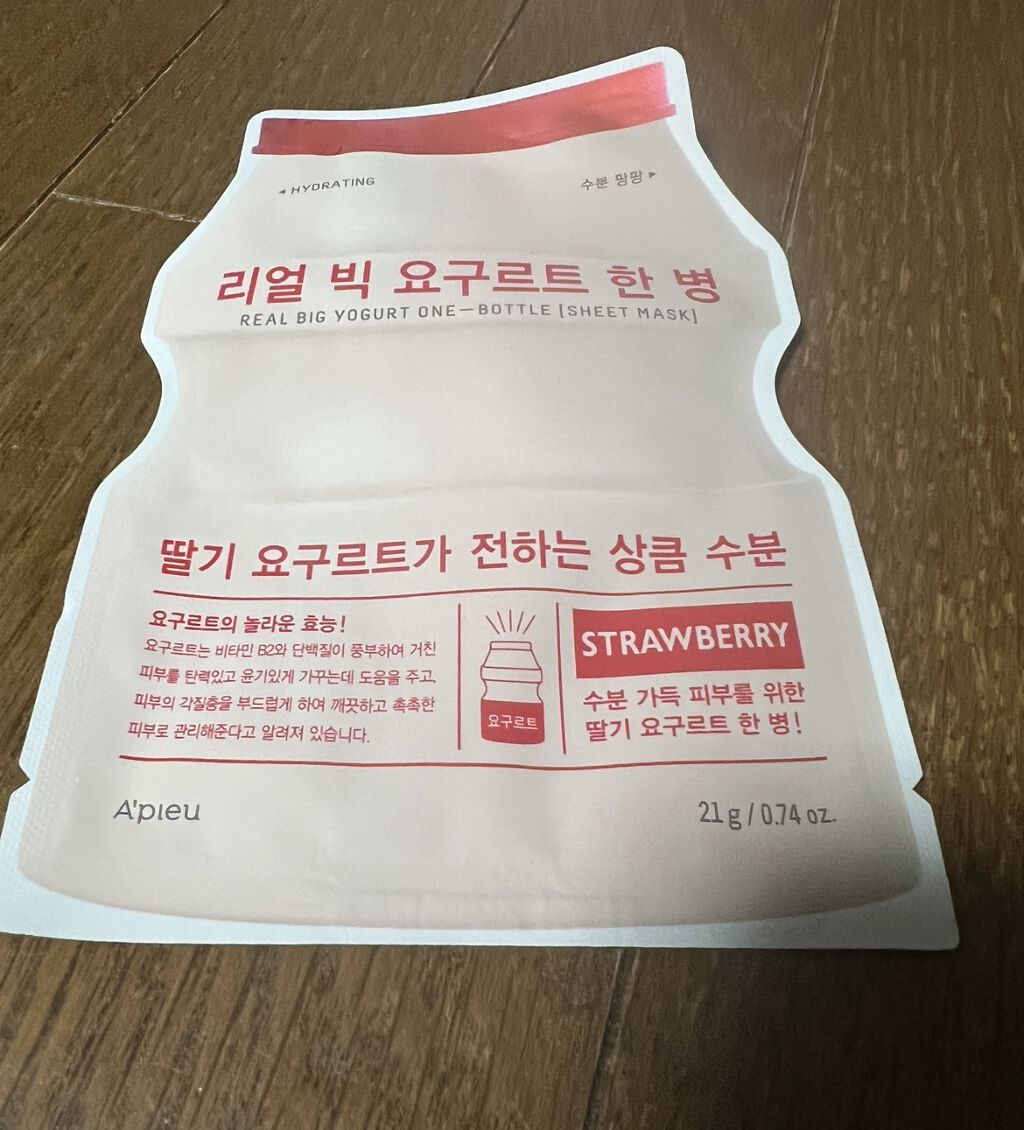 ◂ HYDRATING
수분 팡팡 ▸
리얼 빅 요구르트 한 병
REAL BIG YOGURT ONE–BOTTLE [SHEET MASK]
딸기 요구르트가 전하는 상큼 수분
요구르트의 놀라운 효능!
요구르트는 비타민 B2와 단백질이 풍부하여 거친
피부를 탄력있고 윤기있게 가꾸는데 도움을 주고,
피부의 각질층을 부드럽게 하여 깨끗하고 촉촉한
피부로 관리해준다고 알려져 있습니다.
요구르트
STRAWBERRY
수분 가득 피부를 위한
딸기 요구르트 한 병!
A'pieu
21 g / 0.74 oz.